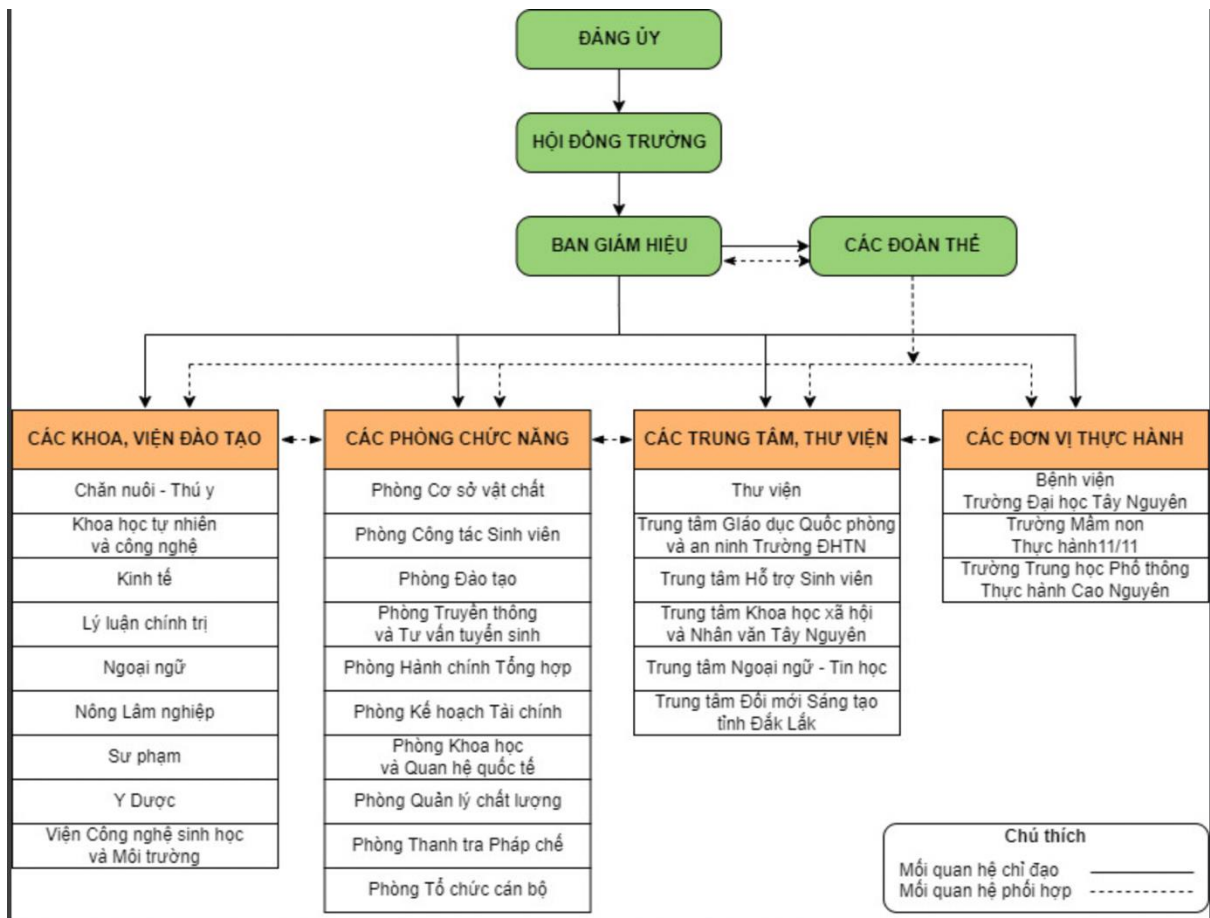 ĐẢNG ỦY
HỘI ĐỒNG TRƯỜNG
BAN GIÁM HIỆU
CÁC ĐOÀN THỂ
CÁC KHOA, VIỆN ĐÀO TẠO
Chăn nuôi - Thú y
Khoa học tự nhiên
và công nghệ
Kinh tế
Lý luận chính trị
Ngoại ngữ
Nông Lâm nghiệp
Sư phạm
Y Dược
Viện Công nghệ sinh học
và Môi trường
CÁC PHÒNG CHỨC NĂNG
Phòng Cơ sở vật chất
Phòng Công tác Sinh viên
Phòng Đào tạo
Phòng Truyền thông
và Tư vấn tuyển sinh
Phòng Hành chính Tổng hợp
Phòng Kế hoạch Tài chính
Phòng Khoa học
và Quan hệ quốc tế
Phòng Quản lý chất lượng
Phòng Thanh tra Pháp chế
Phòng Tổ chức cán bộ
CÁC TRUNG TÂM, THƯ VIỆN
Thư viện
Trung tâm Giáo dục Quốc phòng
và an ninh Trường ĐHTN
Trung tâm Hỗ trợ Sinh viên
Trung tâm Khoa học xã hội
và Nhân văn Tây Nguyên
Trung tâm Ngoại ngữ - Tin học
Trung tâm Đổi mới Sáng tạo
tỉnh Đắk Lắk
CÁC ĐƠN VỊ THỰC HÀNH
Bệnh viện
Trường Đại học Tây Nguyên
Trường Mầm non
Thực hành11/11
Trường Trung học Phổ thông
Thực hành Cao Nguyên
Chú thích
Mối quan hệ chỉ đạo
Mối quan hệ phối hợp